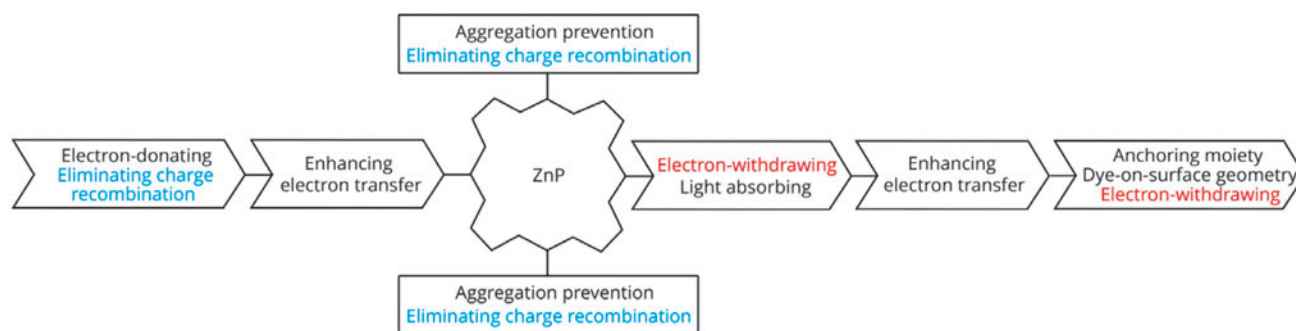 Aggregation prevention
Eliminating charge recombination
Electron-donating
Eliminating charge
recombination
Enhancing
electron transfer
ZnP
Electron-withdrawing
Light absorbing
Enhancing
electron transfer
Anchoring moiety
Dye-on-surface geometry
Electron-withdrawing
Aggregation prevention
Eliminating charge recombination